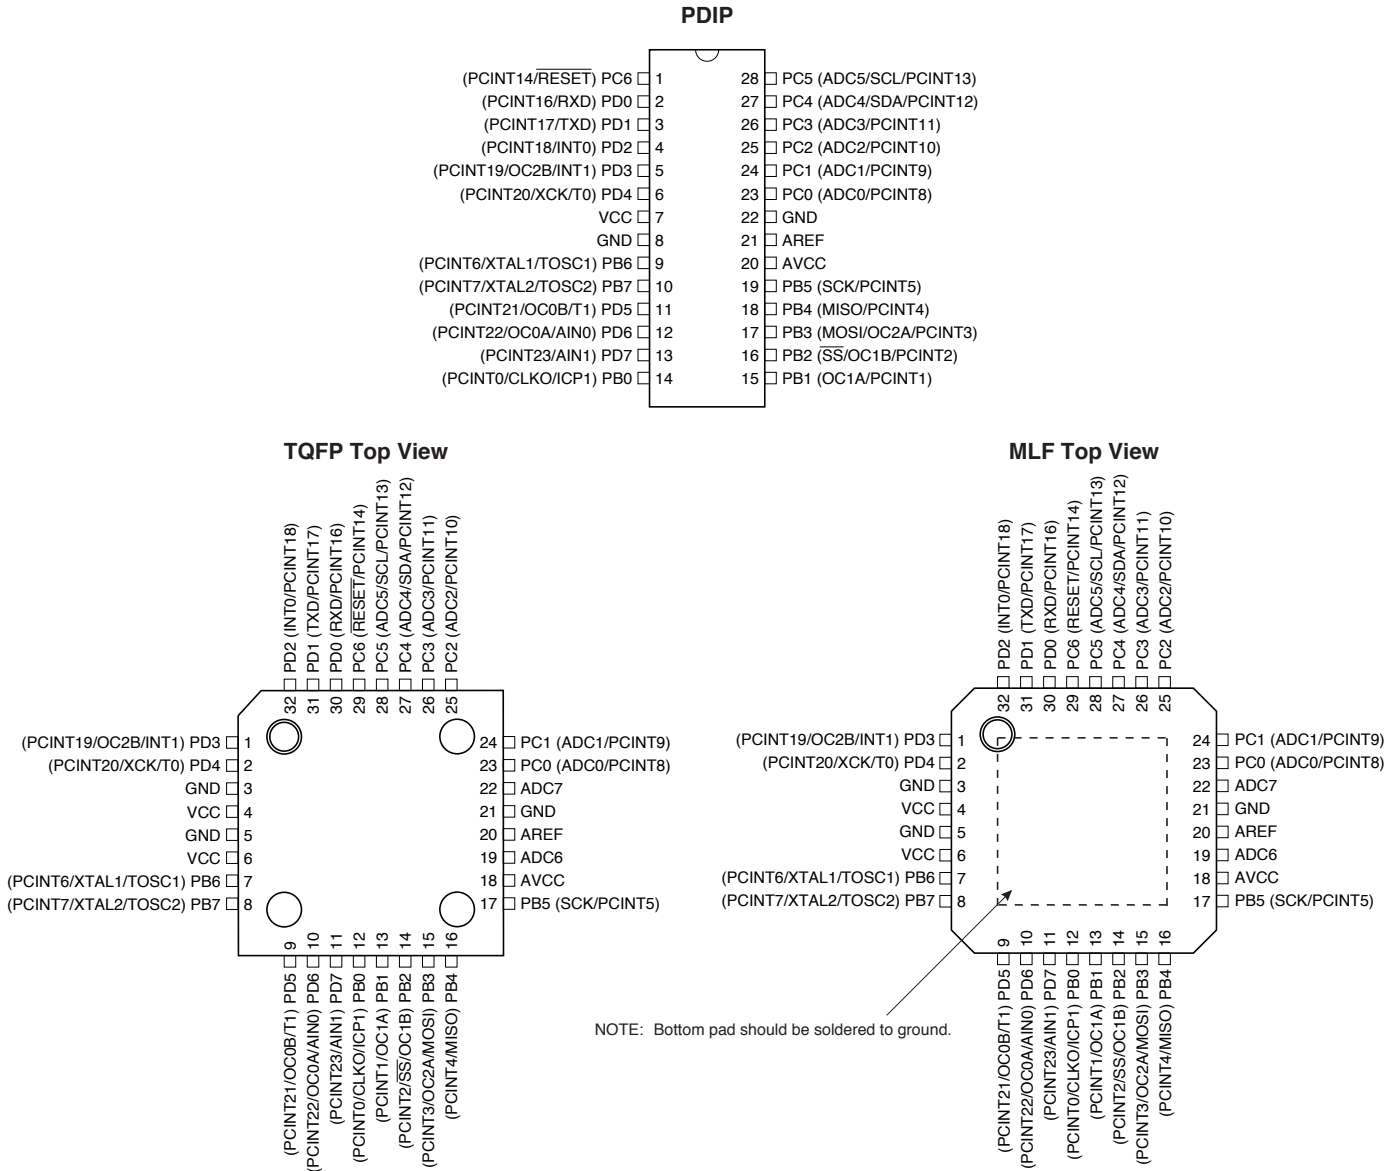 PDIP
(PCINT14/RESET) PC6 1
(PCINT16/RXD) PD0 2
(PCINT17/TXD) PD1 3
(PCINT18/INT0) PD2 4
(PCINT19/OC2B/INT1) PD3 5
(PCINT20/XCK/T0) PD4 6
VCC 7
GND 8
(PCINT6/XTAL1/TOSC1) PB6 9
(PCINT7/XTAL2/TOSC2) PB7 10
(PCINT21/OC0B/T1) PD5 11
(PCINT22/OC0A/AIN0) PD6 12
(PCINT23/AIN1) PD7 13
(PCINT0/CLKO/ICP1) PB0 14
28 PC5 (ADC5/SCL/PCINT13)
27 PC4 (ADC4/SDA/PCINT12)
26 PC3 (ADC3/PCINT11)
25 PC2 (ADC2/PCINT10)
24 PC1 (ADC1/PCINT9)
23 PC0 (ADC0/PCINT8)
22 GND
21 AREF
20 AVCC
19 PB5 (SCK/PCINT5)
18 PB4 (MISO/PCINT4)
17 PB3 (MOSI/OC2A/PCINT3)
16 PB2 (SS/OC1B/PCINT2)
15 PB1 (OC1A/PCINT1)
TQFP Top View
32 PD2 (INT0/PCINT18)
31 PD1 (TXD/PCINT17)
30 PD0 (RXD/PCINT16)
29 PC6 (RESET/PCINT14)
28 PC5 (ADC5/SCL/PCINT13)
27 PC4 (ADC4/SDA/PCINT12)
26 PC3 (ADC3/PCINT11)
25 PC2 (ADC2/PCINT10)
(PCINT19/OC2B/INT1) PD3 1
(PCINT20/XCK/T0) PD4 2
GND 3
VCC 4
GND 5
VCC 6
(PCINT6/XTAL1/TOSC1) PB6 7
(PCINT7/XTAL2/TOSC2) PB7 8
24 PC1 (ADC1/PCINT9)
23 PC0 (ADC0/PCINT8)
22 ADC7
21 GND
20 AREF
19 ADC6
18 AVCC
17 PB5 (SCK/PCINT5)
(PCINT21/OC0B/T1) PD5 9
(PCINT22/OC0A/AIN0) PD6 10
(PCINT23/AIN1) PD7 11
(PCINT0/CLKO/ICP1) PB0 12
(PCINT1/OC1A) PB1 13
(PCINT2/SS/OC1B) PB2 14
(PCINT3/OC2A/MOSI) PB3 15
(PCINT4/MISO) PB4 16
MLF Top View
32 PD2 (INT0/PCINT18)
31 PD1 (TXD/PCINT17)
30 PD0 (RXD/PCINT16)
29 PC6 (RESET/PCINT14)
28 PC5 (ADC5/SCL/PCINT13)
27 PC4 (ADC4/SDA/PCINT12)
26 PC3 (ADC3/PCINT11)
25 PC2 (ADC2/PCINT10)
(PCINT19/OC2B/INT1) PD3 1
(PCINT20/XCK/T0) PD4 2
GND 3
VCC 4
GND 5
VCC 6
(PCINT6/XTAL1/TOSC1) PB6 7
(PCINT7/XTAL2/TOSC2) PB7 8
24 PC1 (ADC1/PCINT9)
23 PC0 (ADC0/PCINT8)
22 ADC7
21 GND
20 AREF
19 ADC6
18 AVCC
17 PB5 (SCK/PCINT5)
(PCINT21/OC0B/T1) PD5 9
(PCINT22/OC0A/AIN0) PD6 10
(PCINT23/AIN1) PD7 11
(PCINT0/CLKO/ICP1) PB0 12
(PCINT1/OC1A) PB1 13
(PCINT2/SS/OC1B) PB2 14
(PCINT3/OC2A/MOSI) PB3 15
(PCINT4/MISO) PB4 16
NOTE: Bottom pad should be soldered to ground.